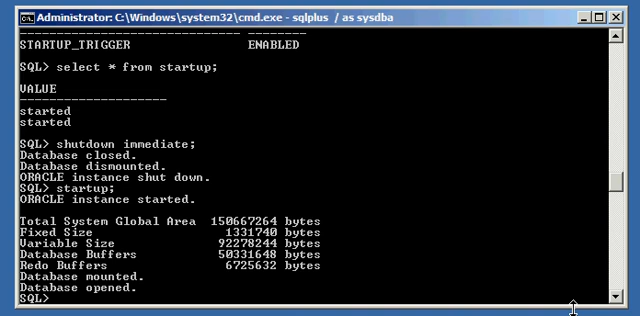 Administrator: C:\Windows\system32\cmd.exe - sqlplus / as sysdba
------------------------------ --------
STARTUP_TRIGGER                ENABLED
SQL> select * from startup;
VALUE
--------------------
started
started
SQL> shutdown immediate;
Database closed.
Database dismounted.
ORACLE instance shut down.
SQL> startup;
ORACLE instance started.
Total System Global Area  150667264 bytes
Fixed Size                  1331740 bytes
Variable Size              92278244 bytes
Database Buffers           50331648 bytes
Redo Buffers                6725632 bytes
Database mounted.
Database opened.
SQL>